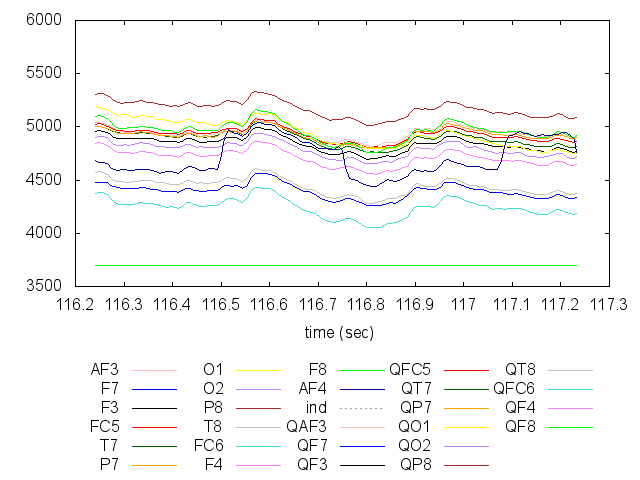 6000
5500
5000
4500
4000
3500
116.2 116.3 116.4 116.5 116.6 116.7 116.8 116.9 117 117.1 117.2 117.3
time (sec)
AF3 O1 F8 QFC5 QT8
F7 O2 AF4 QT7 QFC6
F3 P8 ind QP7 QF4
FC5 T8 QAF3 QO1 QF8
T7 FC6 QF7 QO2
P7 F4 QF3 QP8